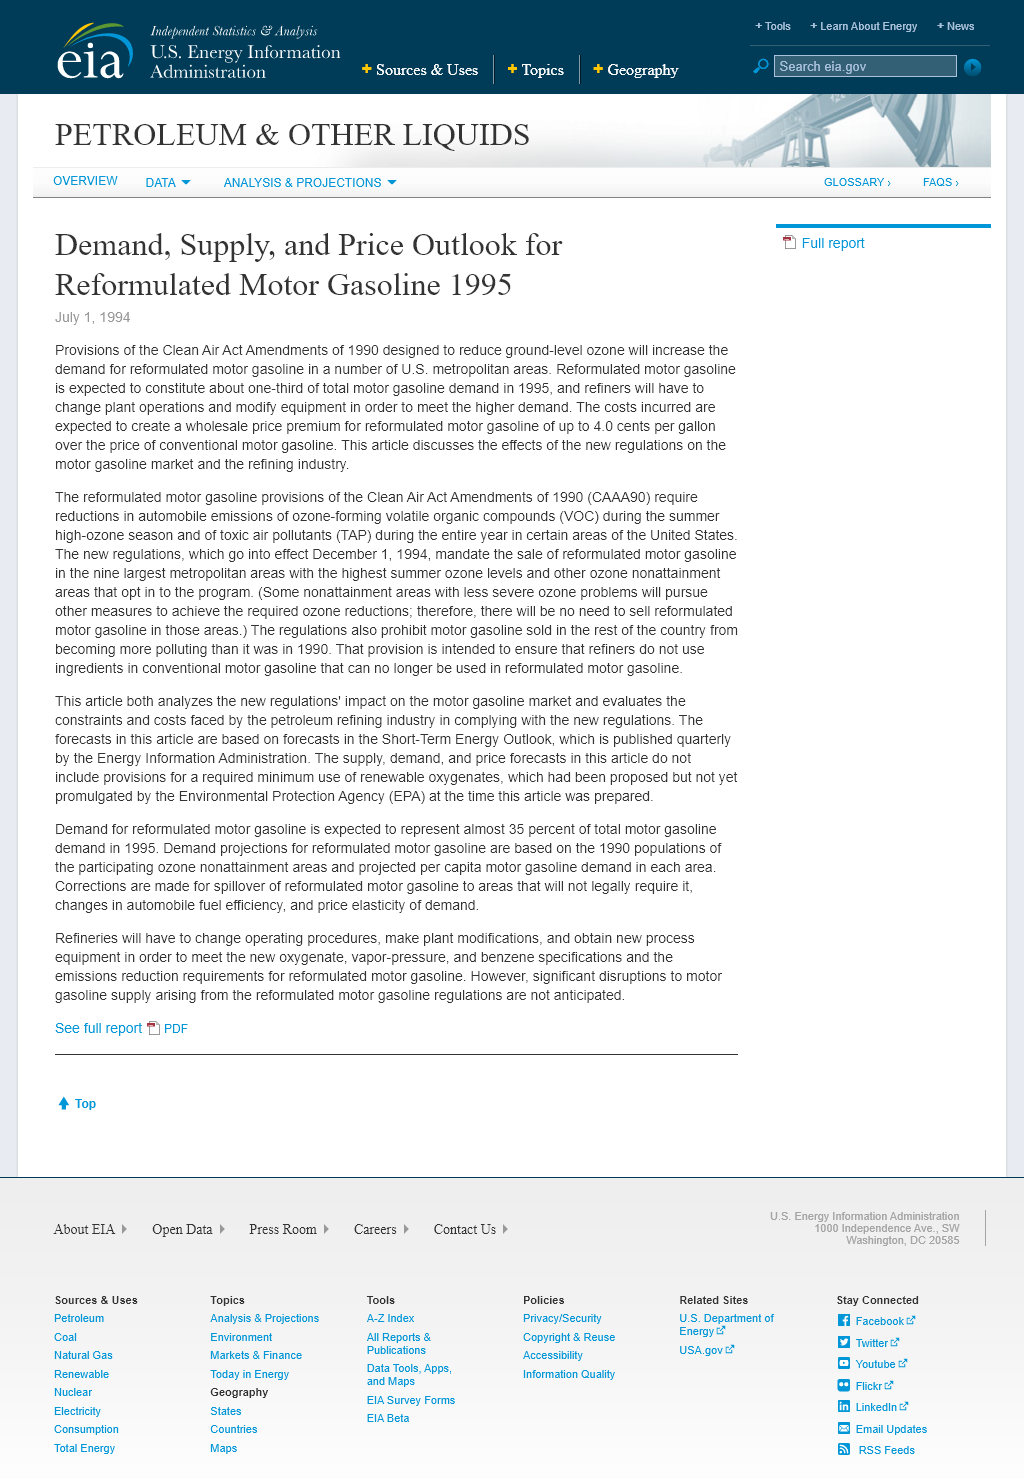 + Tools + Learn About Energy + News
eia
Independent Statistics & Analysis
U.S. Energy Information
Administration
+ Sources & Uses + Topics + Geography
Search eia.gov
PETROLEUM & OTHER LIQUIDS
OVERVIEW DATA ANALYSIS & PROJECTIONS GLOSSARY › FAQS ›
Demand, Supply, and Price Outlook for
Reformulated Motor Gasoline 1995
July 1, 1994
Full report
Provisions of the Clean Air Act Amendments of 1990 designed to reduce ground-level ozone will increase the
demand for reformulated motor gasoline in a number of U.S. metropolitan areas. Reformulated motor gasoline
is expected to constitute about one-third of total motor gasoline demand in 1995, and refiners will have to
change plant operations and modify equipment in order to meet the higher demand. The costs incurred are
expected to create a wholesale price premium for reformulated motor gasoline of up to 4.0 cents per gallon
over the price of conventional motor gasoline. This article discusses the effects of the new regulations on the
motor gasoline market and the refining industry.
The reformulated motor gasoline provisions of the Clean Air Act Amendments of 1990 (CAAA90) require
reductions in automobile emissions of ozone-forming volatile organic compounds (VOC) during the summer
high-ozone season and of toxic air pollutants (TAP) during the entire year in certain areas of the United States.
The new regulations, which go into effect December 1, 1994, mandate the sale of reformulated motor gasoline
in the nine largest metropolitan areas with the highest summer ozone levels and other ozone nonattainment
areas that opt in to the program. (Some nonattainment areas with less severe ozone problems will pursue
other measures to achieve the required ozone reductions; therefore, there will be no need to sell reformulated
motor gasoline in those areas.) The regulations also prohibit motor gasoline sold in the rest of the country from
becoming more polluting than it was in 1990. That provision is intended to ensure that refiners do not use
ingredients in conventional motor gasoline that can no longer be used in reformulated motor gasoline.
This article both analyzes the new regulations' impact on the motor gasoline market and evaluates the
constraints and costs faced by the petroleum refining industry in complying with the new regulations. The
forecasts in this article are based on forecasts in the Short-Term Energy Outlook, which is published quarterly
by the Energy Information Administration. The supply, demand, and price forecasts in this article do not
include provisions for a required minimum use of renewable oxygenates, which had been proposed but not yet
promulgated by the Environmental Protection Agency (EPA) at the time this article was prepared.
Demand for reformulated motor gasoline is expected to represent almost 35 percent of total motor gasoline
demand in 1995. Demand projections for reformulated motor gasoline are based on the 1990 populations of
the participating ozone nonattainment areas and projected per capita motor gasoline demand in each area.
Corrections are made for spillover of reformulated motor gasoline to areas that will not legally require it,
changes in automobile fuel efficiency, and price elasticity of demand.
Refineries will have to change operating procedures, make plant modifications, and obtain new process
equipment in order to meet the new oxygenate, vapor-pressure, and benzene specifications and the
emissions reduction requirements for reformulated motor gasoline. However, significant disruptions to motor
gasoline supply arising from the reformulated motor gasoline regulations are not anticipated.
See full report PDF
Top
About EIA Open Data Press Room Careers Contact Us
U.S. Energy Information Administration
1000 Independence Ave., SW
Washington, DC 20585
Sources & Uses
Petroleum
Coal
Natural Gas
Renewable
Nuclear
Electricity
Consumption
Total Energy
Topics
Analysis & Projections
Environment
Markets & Finance
Today in Energy
Geography
States
Countries
Maps
Tools
A-Z Index
All Reports &
Publications
Data Tools, Apps,
and Maps
EIA Survey Forms
EIA Beta
Policies
Privacy/Security
Copyright & Reuse
Accessibility
Information Quality
Related Sites
U.S. Department of
Energy
USA.gov
Stay Connected
Facebook
Twitter
Youtube
Flickr
LinkedIn
Email Updates
RSS Feeds